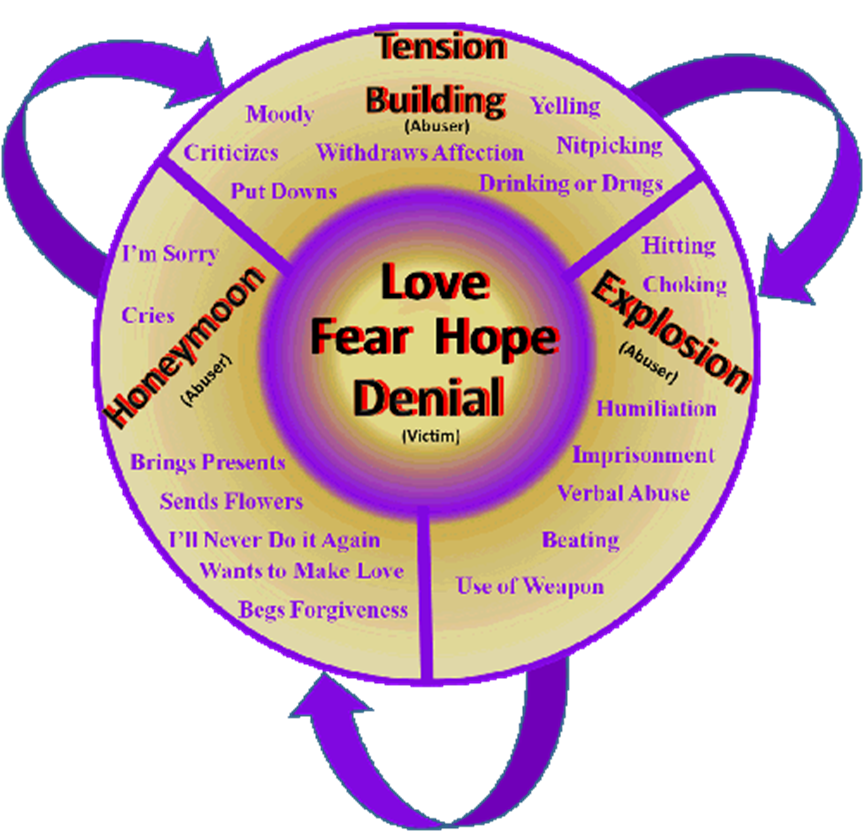 Tension
Building
(Abuser)
Moody
Yelling
Criticizes
Withdraws Affection
Nitpicking
Put Downs
Drinking or Drugs
Hitting
Choking
Explosion
(Abuser)
Humiliation
Imprisonment
Verbal Abuse
Beating
Use of Weapon
I'm Sorry
Cries
Honeymoon
(Abuser)
Brings Presents
Sends Flowers
I'll Never Do it Again
Wants to Make Love
Begs Forgiveness
Love
Fear Hope
Denial
(Victim)